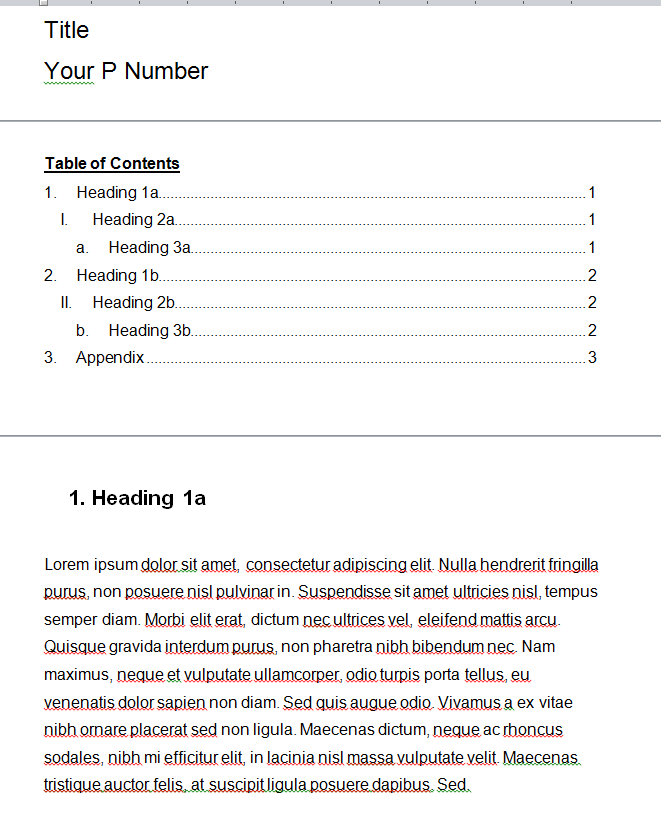 Title
Your P Number
Table of Contents
1. Heading 1a 1
I. Heading 2a 1
a. Heading 3a 1
2. Heading 1b 2
II. Heading 2b 2
b. Heading 3b 2
3. Appendix 3
1. Heading 1a
Lorem ipsum dolor sit amet, consectetur adipiscing elit. Nulla hendrerit fringilla
purus, non posuere nisl pulvinar in. Suspendisse sit amet ultricies nisl, tempus
semper diam. Morbi elit erat, dictum nec ultrices vel, eleifend mattis arcu.
Quisque gravida interdum purus, non pharetra nibh bibendum nec. Nam
maximus, neque et vulputate ullamcorper, odio turpis porta tellus, eu
venenatis dolor sapien non diam. Sed quis augue odio. Vivamus a ex vitae
nibh ornare placerat sed non ligula. Maecenas dictum, neque ac rhoncus
sodales, nibh mi efficitur elit, in lacinia nisl massa vulputate velit. Maecenas
tristique auctor felis, at suscipit ligula posuere dapibus. Sed.